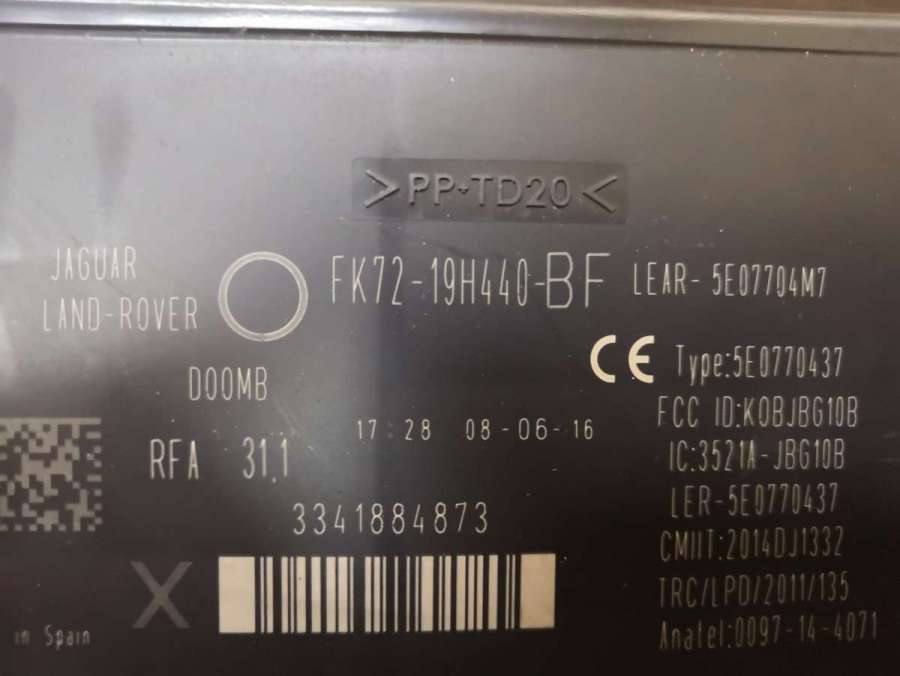 >PP+TD20<
JAGUAR
LAND-ROVER
FK72-19H440-BF
LEAR- 5E07704M7
CE Type:5E0770437
D00MB
FCC ID:KOBJBG10B
17:28 08-06-16
RFA 31,1
IC:3521A-JBG10B
3341884873
LER-5E0770437
CMIIT:2014DJ1332
X
TRC/LPD/2011/135
in Spain
Anatel:0097-14-4071